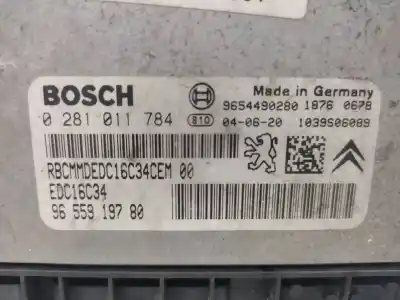 BOSCH
Made in Germany
9654490280 1876 0678
0 281 011 784
810
04-06-20 1039S06089
RBCMMDEDC16C34CEM 00
EDC16C34
96 559 197 80